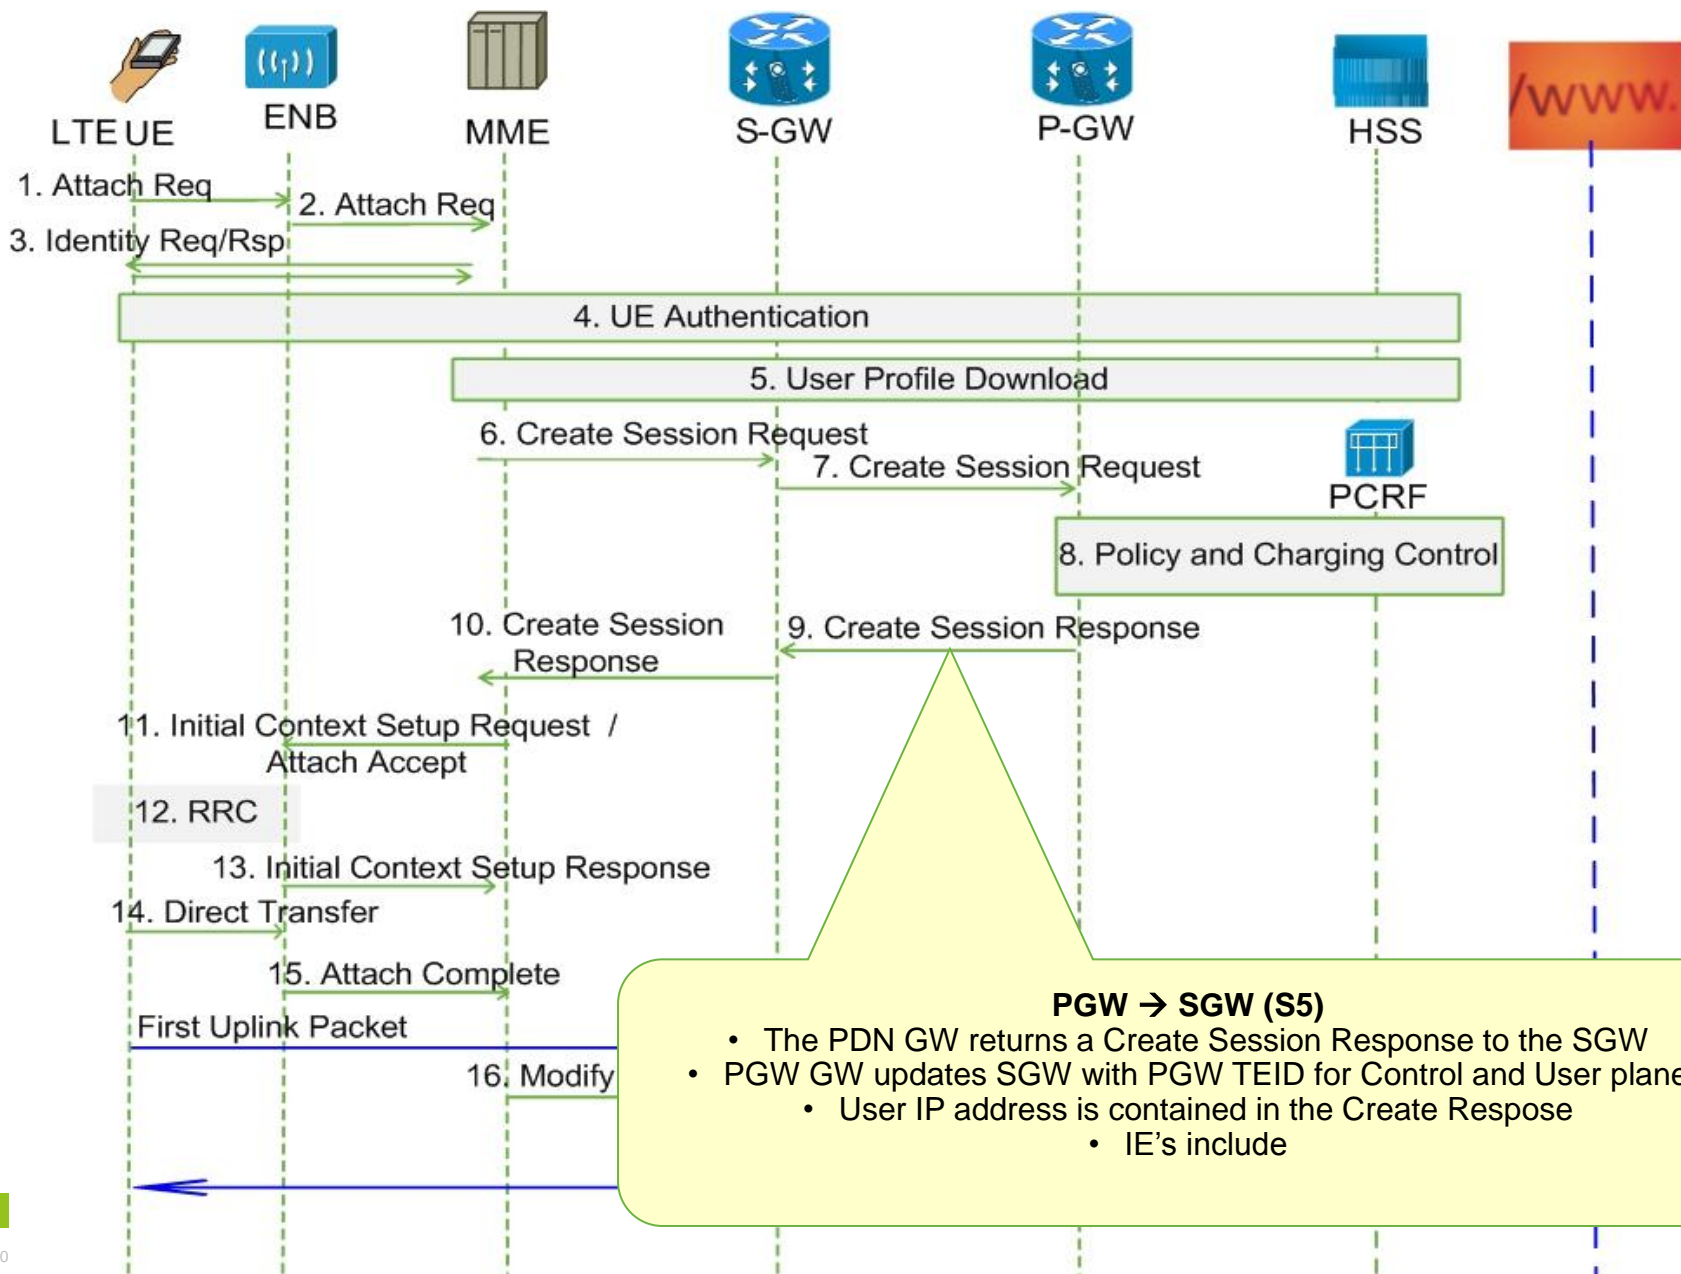 LTE UE
ENB
MME
S-GW
P-GW
HSS
/www.
1. Attach Req
2. Attach Req
3. Identity Req/Rsp
4. UE Authentication
5. User Profile Download
6. Create Session Request
7. Create Session Request
PCRF
8. Policy and Charging Control
10. Create Session
Response
9. Create Session Response
11. Initial Context Setup Request /
Attach Accept
12. RRC
13. Initial Context Setup Response
14. Direct Transfer
15. Attach Complete
First Uplink Packet
16. Modify
PGW → SGW (S5)
• The PDN GW returns a Create Session Response to the SGW
• PGW GW updates SGW with PGW TEID for Control and User plane
• User IP address is contained in the Create Respose
• IE's include
0